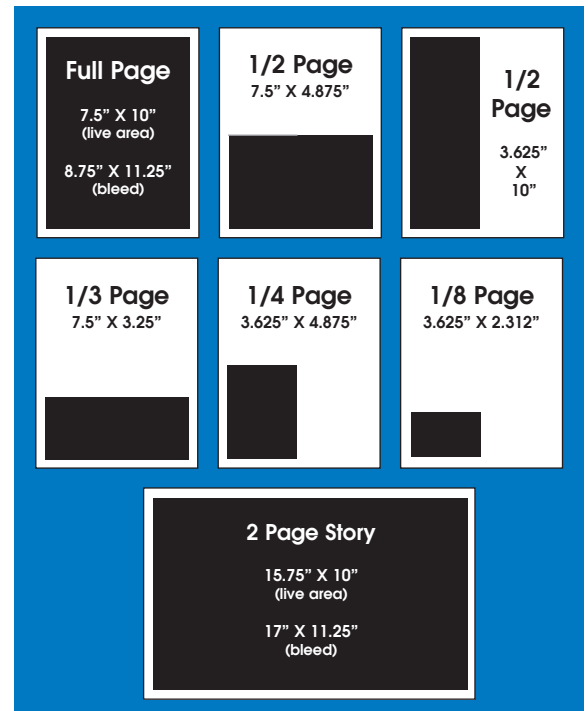 Full Page
7.5” X 10”
(live area)
8.75” X 11.25”
(bleed)
1/2 Page
7.5” X 4.875”
1/2
Page
3.625”
X
10”
1/3 Page
7.5” X 3.25”
1/4 Page
3.625” X 4.875”
1/8 Page
3.625” X 2.312”
2 Page Story
15.75” X 10”
(live area)
17” X 11.25”
(bleed)